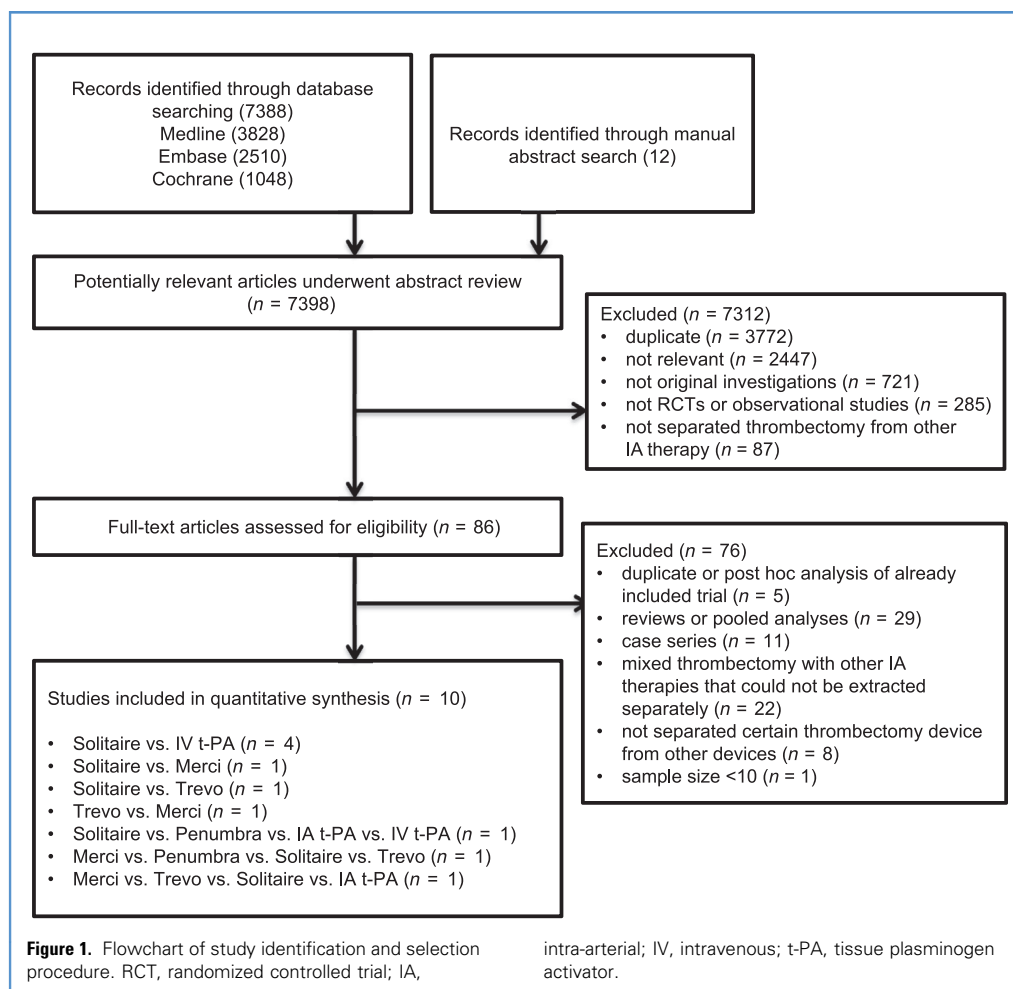 Records identified through database
searching (7388)
Medline (3828)
Embase (2510)
Cochrane (1048)
Records identified through manual
abstract search (12)
Potentially relevant articles underwent abstract review
(n = 7398)
Excluded (n = 7312)
• duplicate (n = 3772)
• not relevant (n = 2447)
• not original investigations (n = 721)
• not RCTs or observational studies (n = 285)
• not separated thrombectomy from other
IA therapy (n = 87)
Full-text articles assessed for eligibility (n = 86)
Excluded (n = 76)
• duplicate or post hoc analysis of already
included trial (n = 5)
• reviews or pooled analyses (n = 29)
• case series (n = 11)
• mixed thrombectomy with other IA
therapies that could not be extracted
separately (n = 22)
• not separated certain thrombectomy device
from other devices (n = 8)
• sample size <10 (n = 1)
Studies included in quantitative synthesis (n = 10)
• Solitaire vs. IV t-PA (n = 4)
• Solitaire vs. Merci (n = 1)
• Solitaire vs. Trevo (n = 1)
• Trevo vs. Merci (n = 1)
• Solitaire vs. Penumbra vs. IA t-PA vs. IV t-PA (n = 1)
• Merci vs. Penumbra vs. Solitaire vs. Trevo (n = 1)
• Merci vs. Trevo vs. Solitaire vs. IA t-PA (n = 1)
Figure 1. Flowchart of study identification and selection
procedure. RCT, randomized controlled trial; IA,
intra-arterial; IV, intravenous; t-PA, tissue plasminogen
activator.